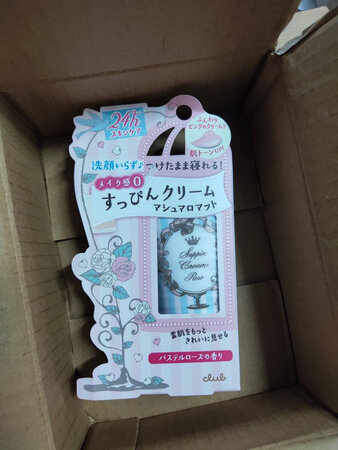 24h
スキンケア
ふんわり
ピンクのクリームで
肌トーンUP!
洗顔いらず♪つけたまま寝れる!
メイク感0
すっぴんクリーム
マシュマロマット
Suppin
Cream
Rose
素肌をもっと
きれいに見せる
パステルローズの香り
club